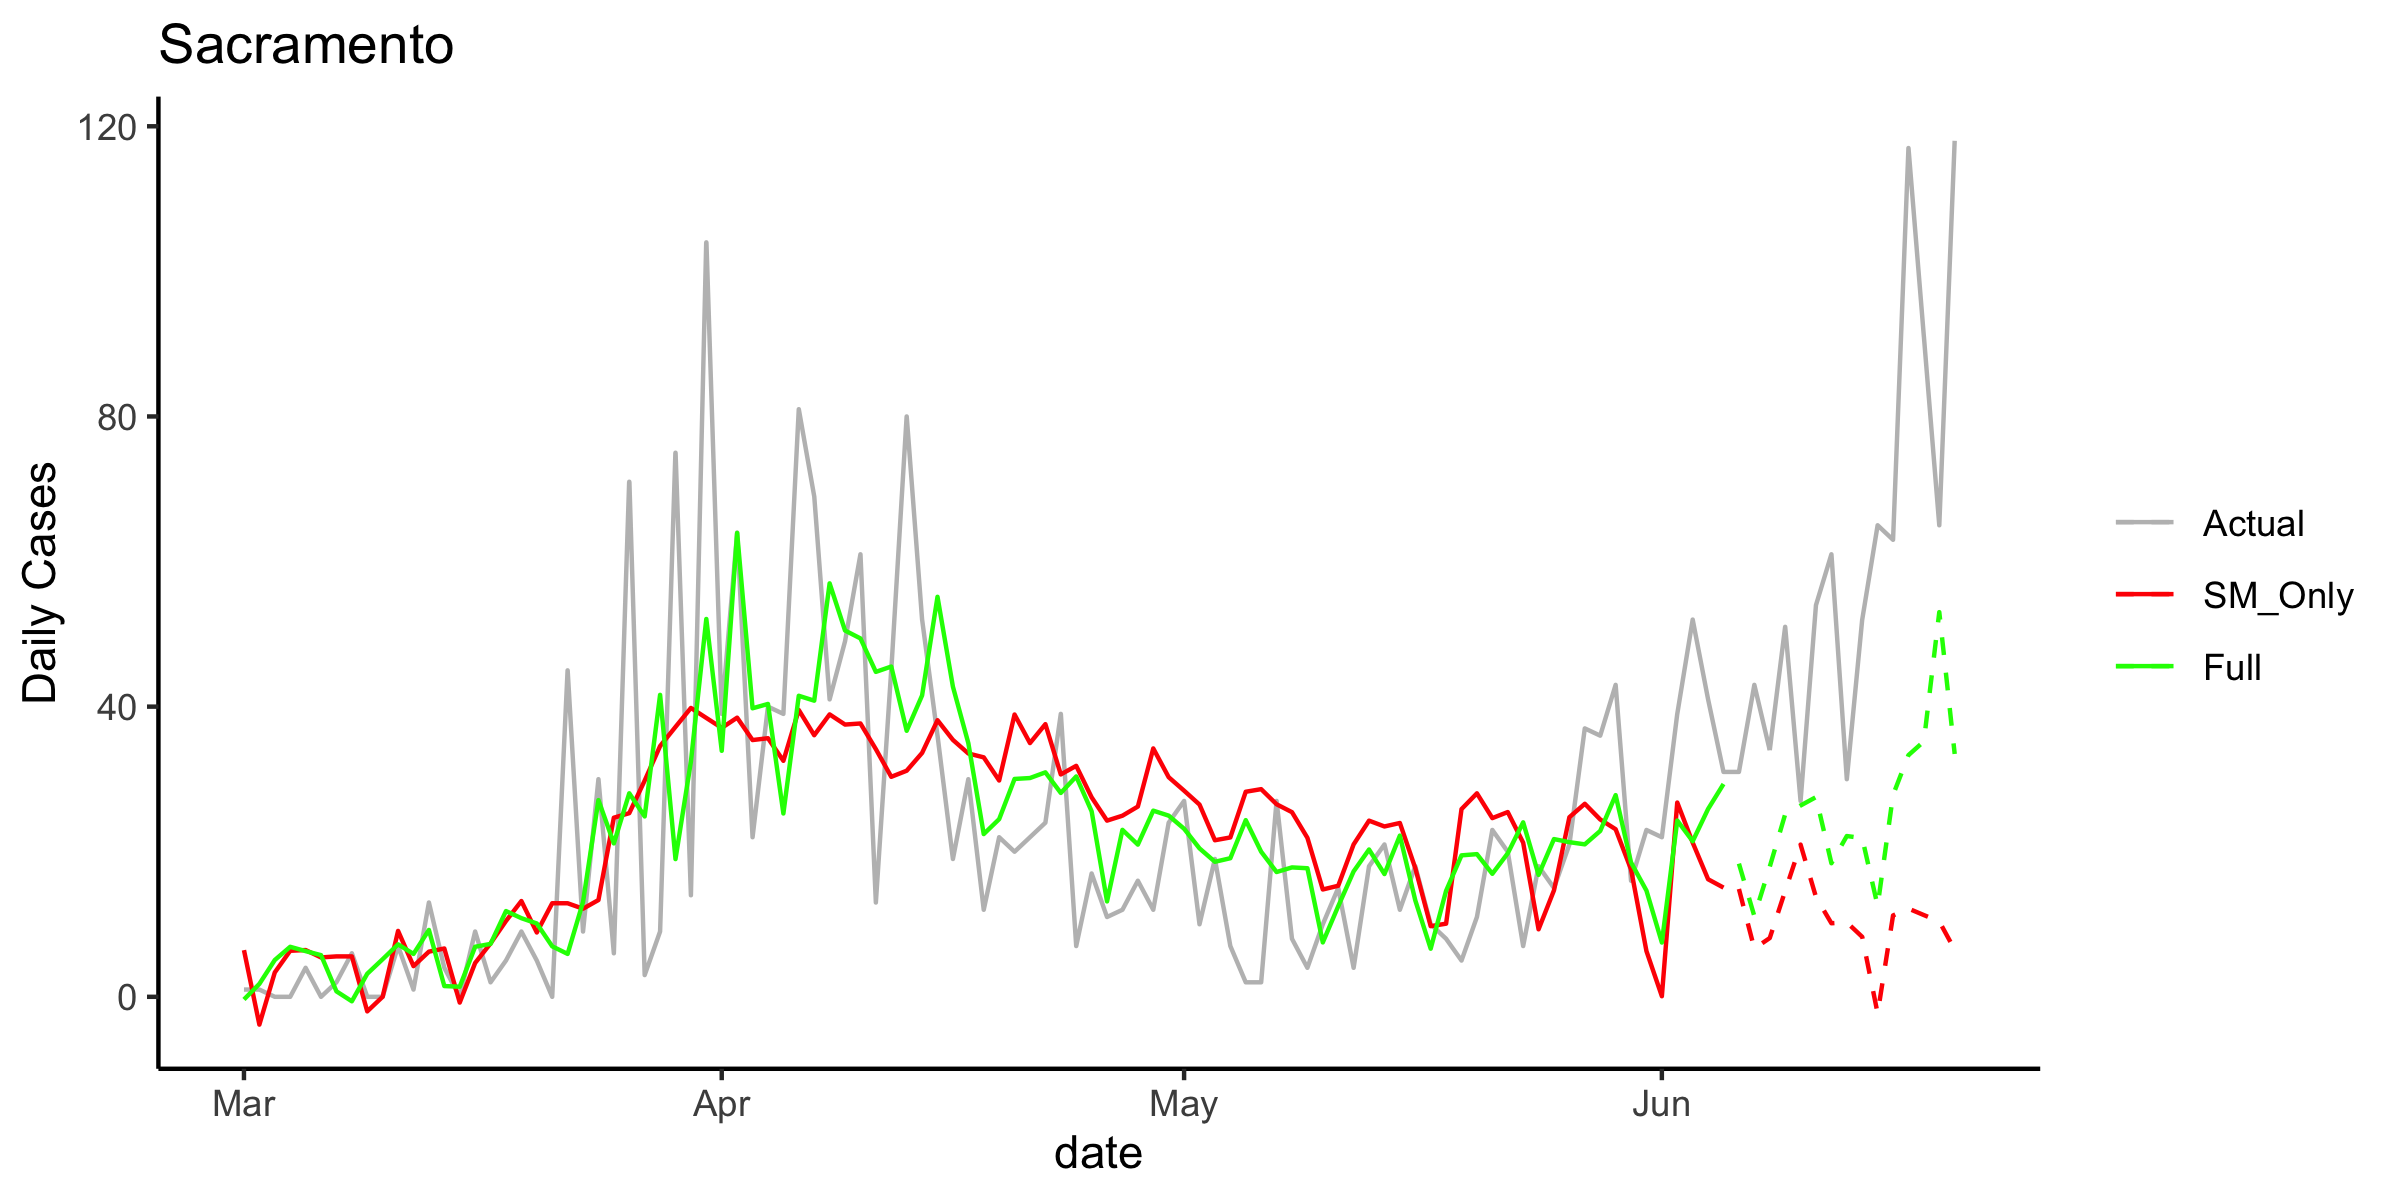 Sacramento
120
80
40
0
Daily Cases
Mar
Apr
May
Jun
date
Actual
SM_Only
Full